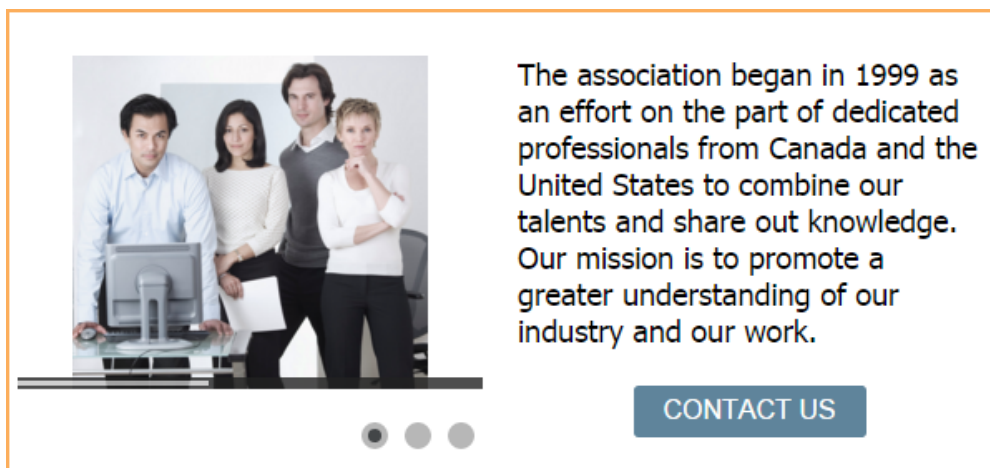 The association began in 1999 as
an effort on the part of dedicated
professionals from Canada and the
United States to combine our
talents and share out knowledge.
Our mission is to promote a
greater understanding of our
industry and our work.
CONTACT US